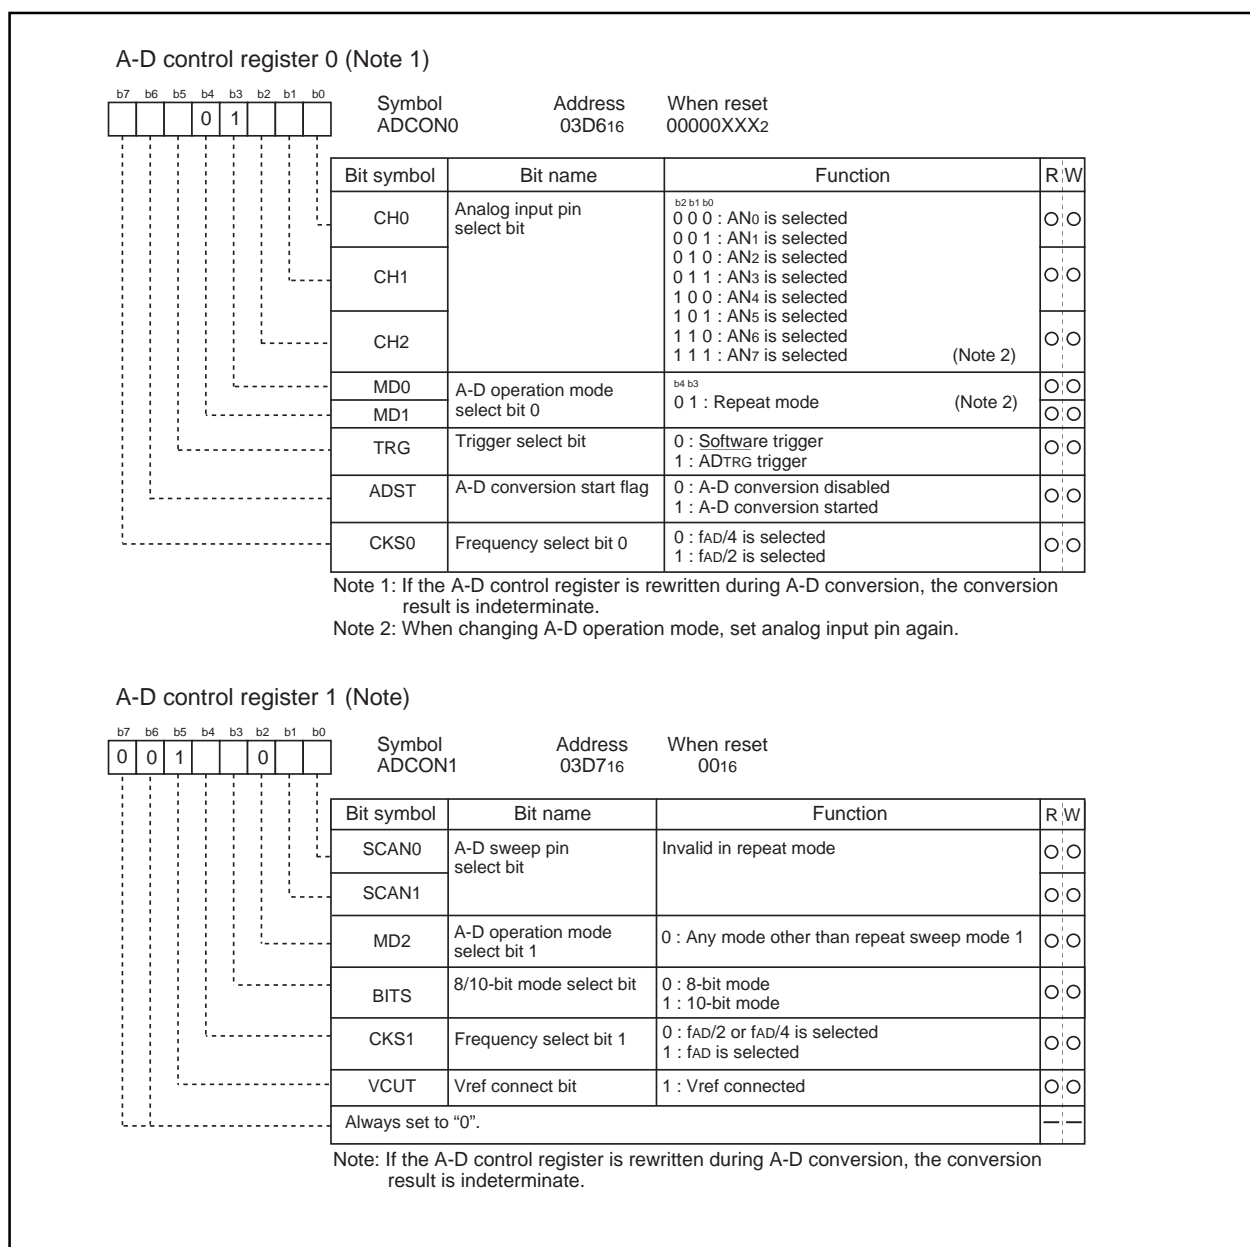 A-D control register 0 (Note 1)
b7 b6 b5 b4 b3 b2 b1 b0
0 1
Symbol Address When reset
ADCON0 03D616 00000XXX2
Bit symbol Bit name Function R W
CH0 Analog input pin select bit
b2 b1 b0
0 0 0 : AN0 is selected
0 0 1 : AN1 is selected
0 1 0 : AN2 is selected
CH1
0 1 1 : AN3 is selected
1 0 0 : AN4 is selected
1 0 1 : AN5 is selected
CH2
1 1 0 : AN6 is selected
1 1 1 : AN7 is selected (Note 2)
MD0 A-D operation mode select bit 0
b4 b3
0 1 : Repeat mode (Note 2)
MD1
TRG Trigger select bit 0 : Software trigger
1 : ADTRG trigger
ADST A-D conversion start flag 0 : A-D conversion disabled
1 : A-D conversion started
CKS0 Frequency select bit 0 0 : fAD/4 is selected
1 : fAD/2 is selected
Note 1: If the A-D control register is rewritten during A-D conversion, the conversion
result is indeterminate.
Note 2: When changing A-D operation mode, set analog input pin again.
A-D control register 1 (Note)
b7 b6 b5 b4 b3 b2 b1 b0
0 0 1 0
Symbol Address When reset
ADCON1 03D716 0016
Bit symbol Bit name Function R W
SCAN0 A-D sweep pin select bit Invalid in repeat mode
SCAN1
MD2 A-D operation mode select bit 1 0 : Any mode other than repeat sweep mode 1
BITS 8/10-bit mode select bit 0 : 8-bit mode
1 : 10-bit mode
CKS1 Frequency select bit 1 0 : fAD/2 or fAD/4 is selected
1 : fAD is selected
VCUT Vref connect bit 1 : Vref connected
Always set to “0”.
Note: If the A-D control register is rewritten during A-D conversion, the conversion
result is indeterminate.